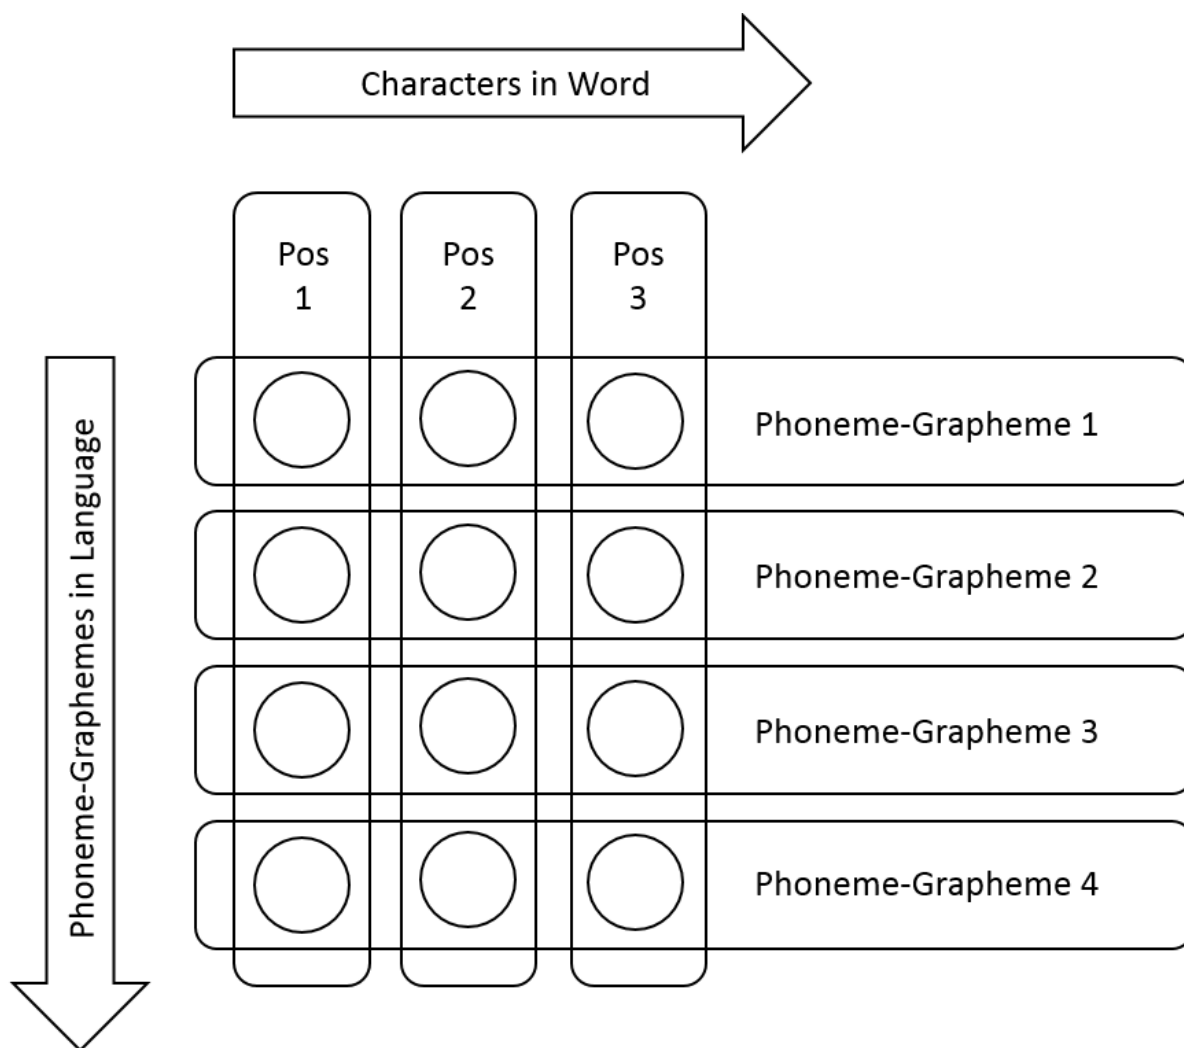 Characters in Word
Pos
1
Pos
2
Pos
3
Phoneme-Graphemes in Language
Phoneme-Grapheme 1
Phoneme-Grapheme 2
Phoneme-Grapheme 3
Phoneme-Grapheme 4